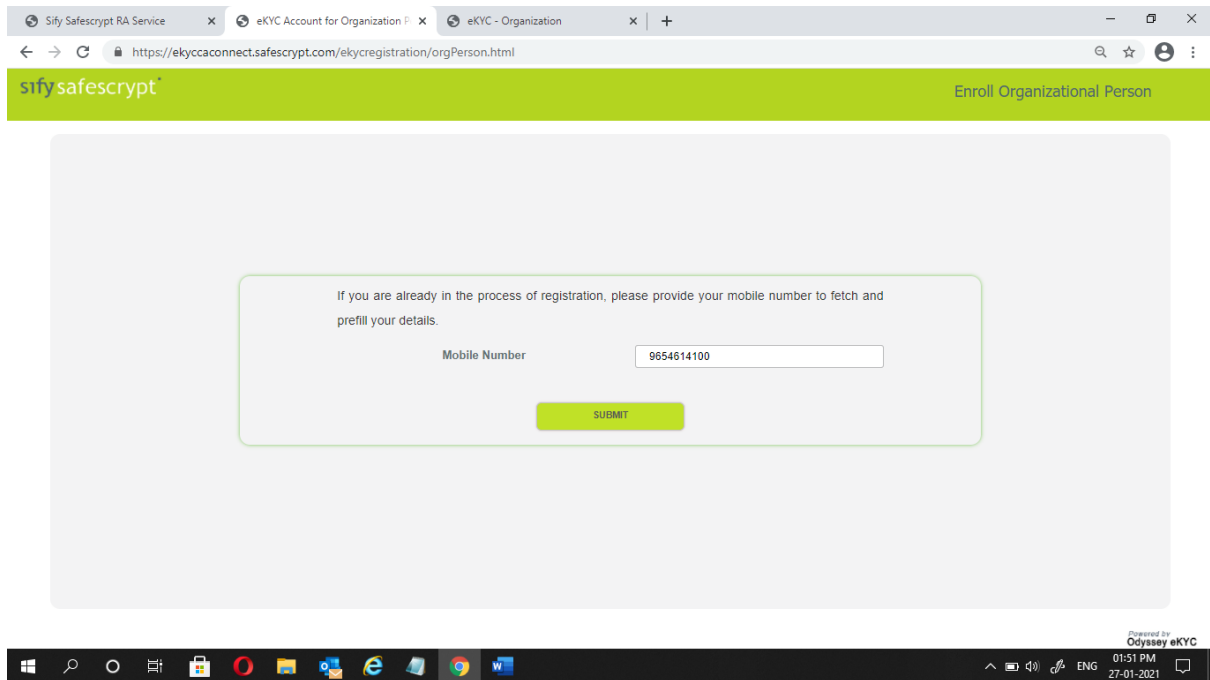 Sify Safescrypt RA Service
eKYC Account for Organization P
eKYC - Organization
https://ekyccaconnect.safescrypt.com/ekycregistration/orgPerson.html
sify safescrypt
Enroll Organizational Person
If you are already in the process of registration, please provide your mobile number to fetch and
prefill your details.
Mobile Number
9654614100
SUBMIT
Powered by
Odyssey eKYC
ENG
01:51 PM
27-01-2021